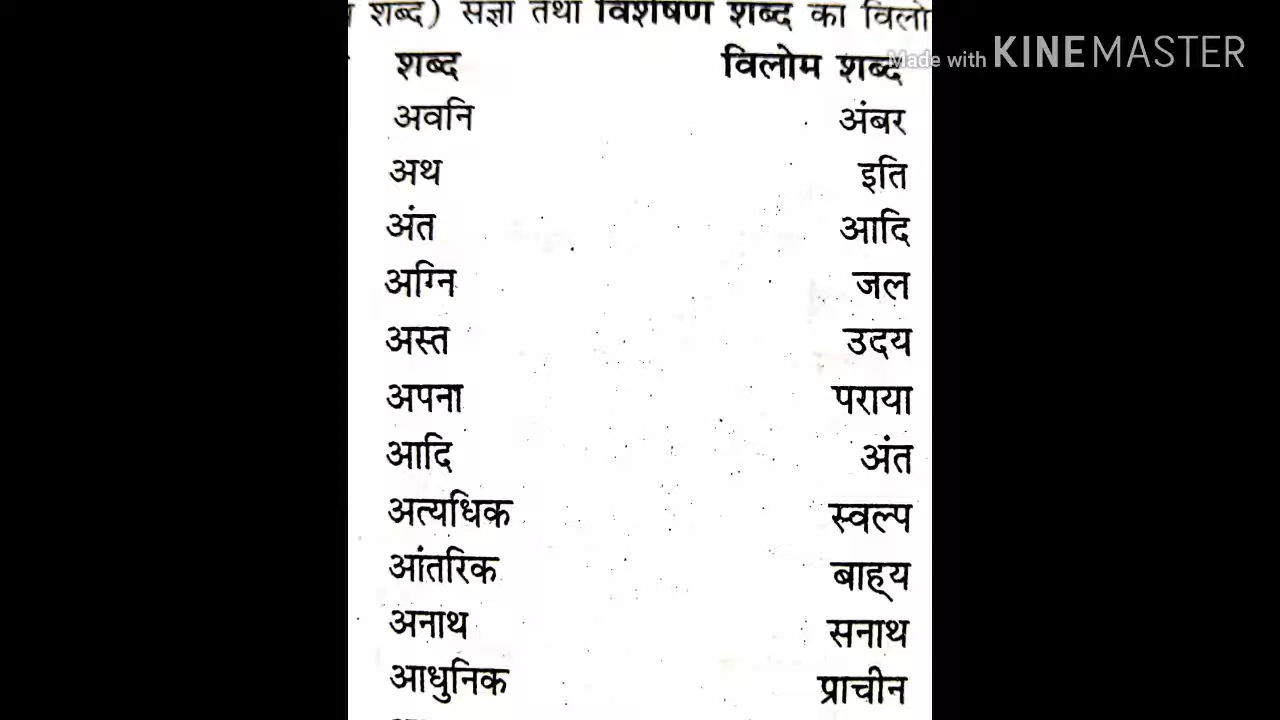 शब्द) संज्ञा तथा विशेषण शब्द का विलो
Made with KINEMASTER
शब्द विलोम शब्द
अवनि अंबर
अथ इति
अंत आदि
अग्नि जल
अस्त उदय
अपना पराया
आदि अंत
अत्यधिक स्वल्प
आंतरिक बाह्य
अनाथ सनाथ
आधुनिक प्राचीन